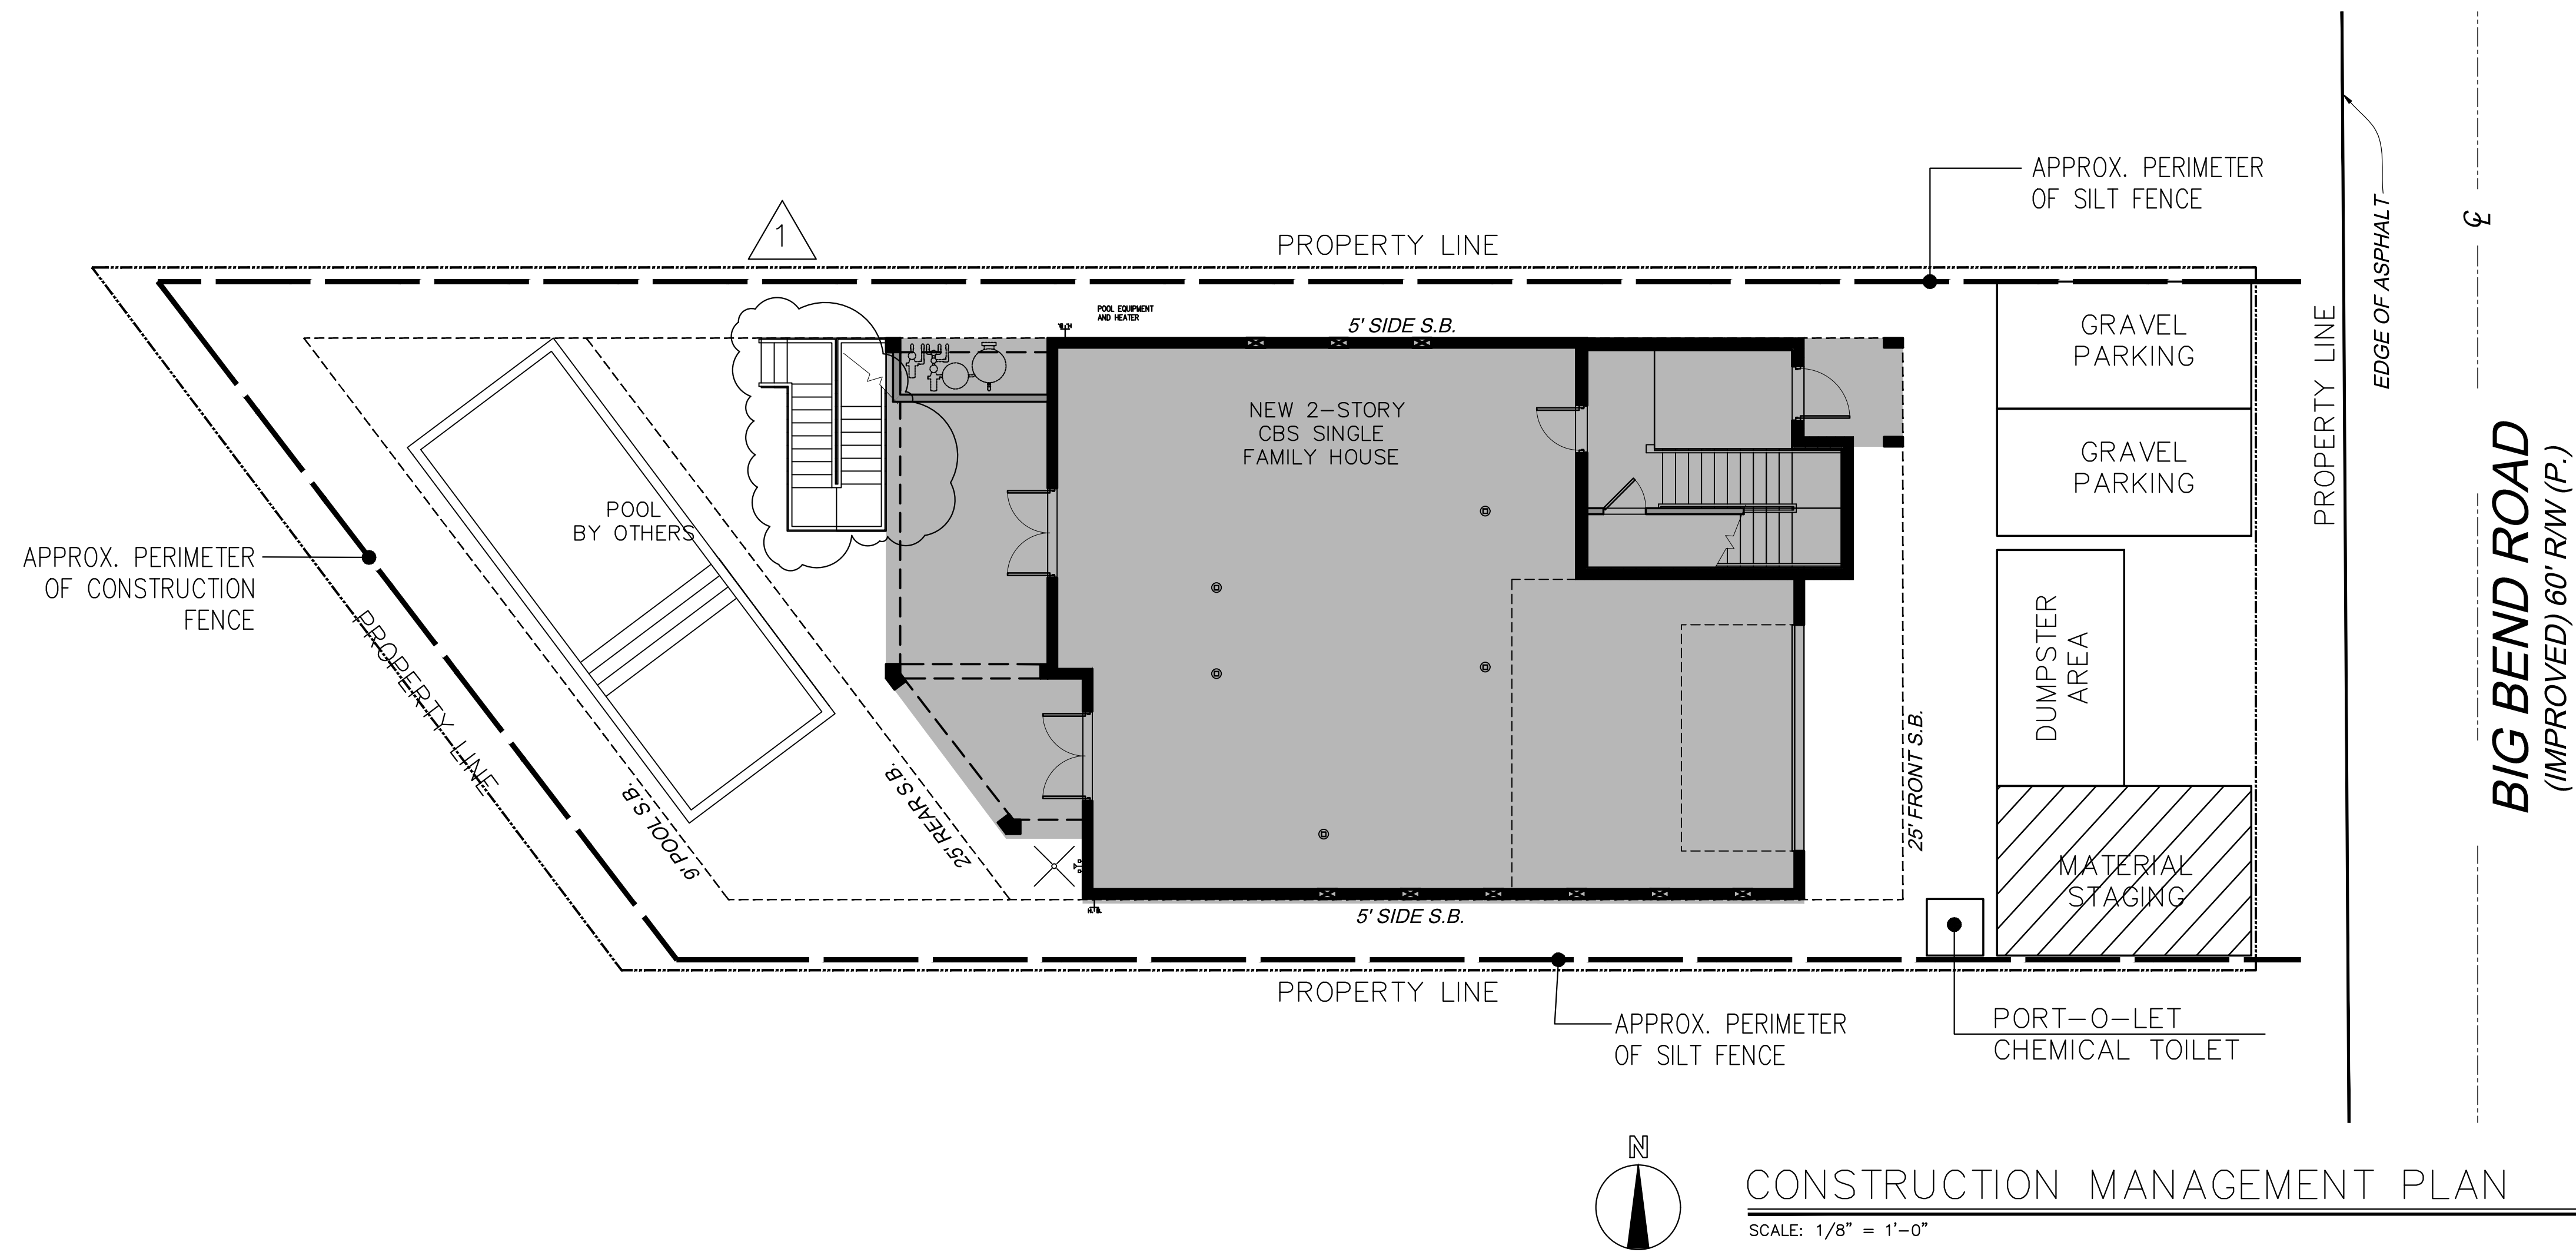 APPROX. PERIMETER
OF SILT FENCE
EDGE OF ASPHALT
1
PROPERTY LINE
POOL EQUIPMENT
AND HEATER
5' SIDE S.B.
GRAVEL
PARKING
PROPERTY LINE
NEW 2-STORY
CBS SINGLE
FAMILY HOUSE
GRAVEL
PARKING
BIG BEND ROAD
(IMPROVED) 60' R/W (P.)
POOL
BY OTHERS
APPROX. PERIMETER
OF CONSTRUCTION
FENCE
PROPERTY LINE
DUMPSTER
AREA
9' POOL S.B.
25' REAR S.B.
25' FRONT S.B.
MATERIAL
STAGING
5' SIDE S.B.
PROPERTY LINE
APPROX. PERIMETER
OF SILT FENCE
PORT-O-LET
CHEMICAL TOILET
N
CONSTRUCTION MANAGEMENT PLAN
SCALE: 1/8" = 1'-0"